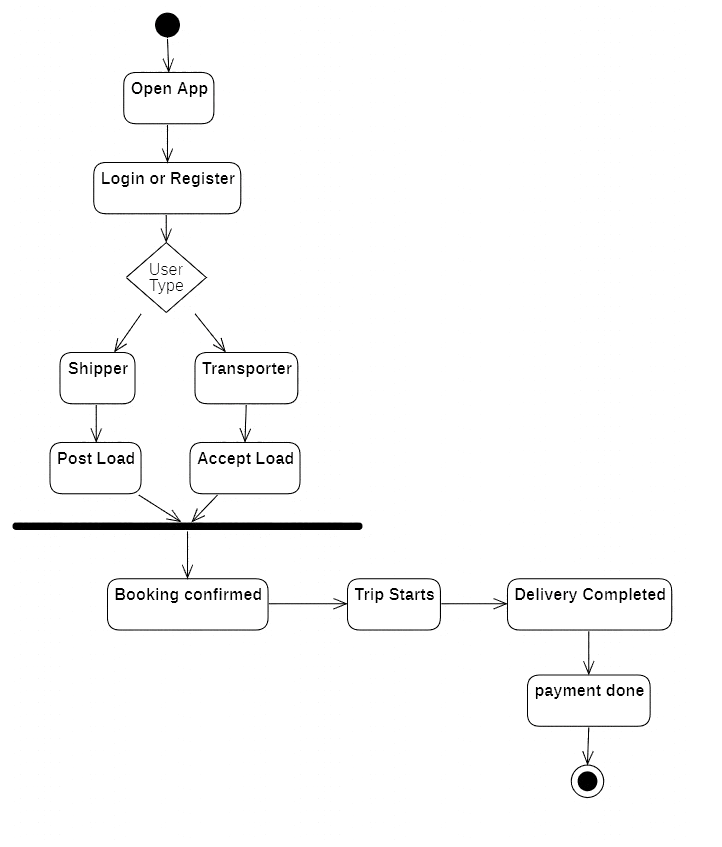 Open App
Login or Register
User
Type
Shipper
Transporter
Post Load
Accept Load
Booking confirmed
Trip Starts
Delivery Completed
payment done